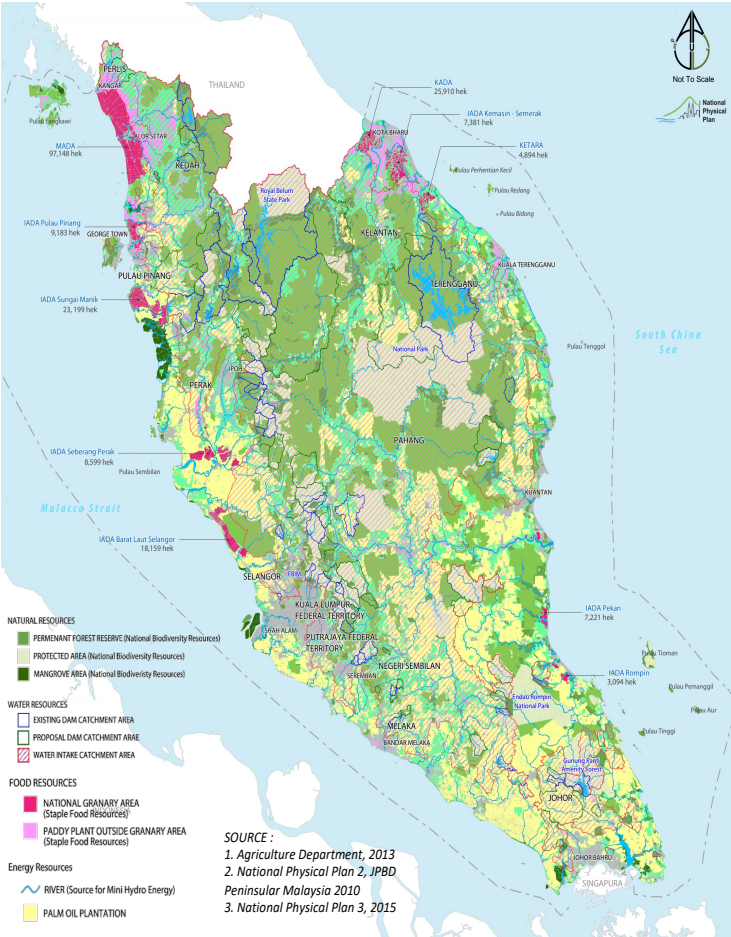 Not To Scale
National
Physical
Plan
THAILAND
PERLIS
KANGAR
Pulau Langkawi
ALOR SETAR
MADA
97,148 hek
KEDAH
KADA
25,910 hek
IADA Kemasin - Semerak
7,381 hek
KOTA BHARU
KETARA
4,894 hek
Pulau Perhentian Kecil
Pulau Redang
Pulau Bidong
Royal Belum
State Park
IADA Pulau Pinang
9,183 hek
GEORGE TOWN
KELANTAN
KUALA TERENGGANU
PULAU PINANG
TERENGGANU
IADA Sungai Manik
23, 199 hek
South China
Sea
Pulau Tenggol
National Park
IPOH
PERAK
PAHANG
IADA Seberang Perak
8,599 hek
Pulau Sembilan
KUANTAN
Malacca Strait
IADA Barat Laut Selangor
18,159 hek
SELANGOR
FRIM
KUALA LUMPUR
FEDERAL TERRITORY
SHAH ALAM
PUTRAJAYA FEDERAL
TERRITORY
IADA Pekan
7,221 hek
NEGERI SEMBILAN
SEREMBAN
Pulau Tioman
IADA Rompin
3,094 hek
Pulau Pemanggil
Endau Rompin
National Park
Pulau Aur
MELAKA
BANDAR MELAKA
Pulau Tinggi
Gunung Panti
Amenity Forest
JOHOR
JOHOR BAHRU
SINGAPURA
NATURAL RESOURCES
PERMENANT FOREST RESERVE (National Biodiversity Resources)
PROTECTED AREA (National Biodiversity Resources)
MANGROVE AREA (National Biodiveristy Resources)
WATER RESOURCES
EXISTING DAM CATCHMENT AREA
PROPOSAL DAM CATCHMENT ARAE
WATER INTAKE CATCHMENT AREA
FOOD RESOURCES
NATIONAL GRANARY AREA
(Staple Food Resources)
PADDY PLANT OUTSIDE GRANARY AREA
(Staple Food Resources)
Energy Resources
RIVER (Source for Mini Hydro Energy)
PALM OIL PLANTATION
SOURCE :
1. Agriculture Department, 2013
2. National Physical Plan 2, JPBD
Peninsular Malaysia 2010
3. National Physical Plan 3, 2015